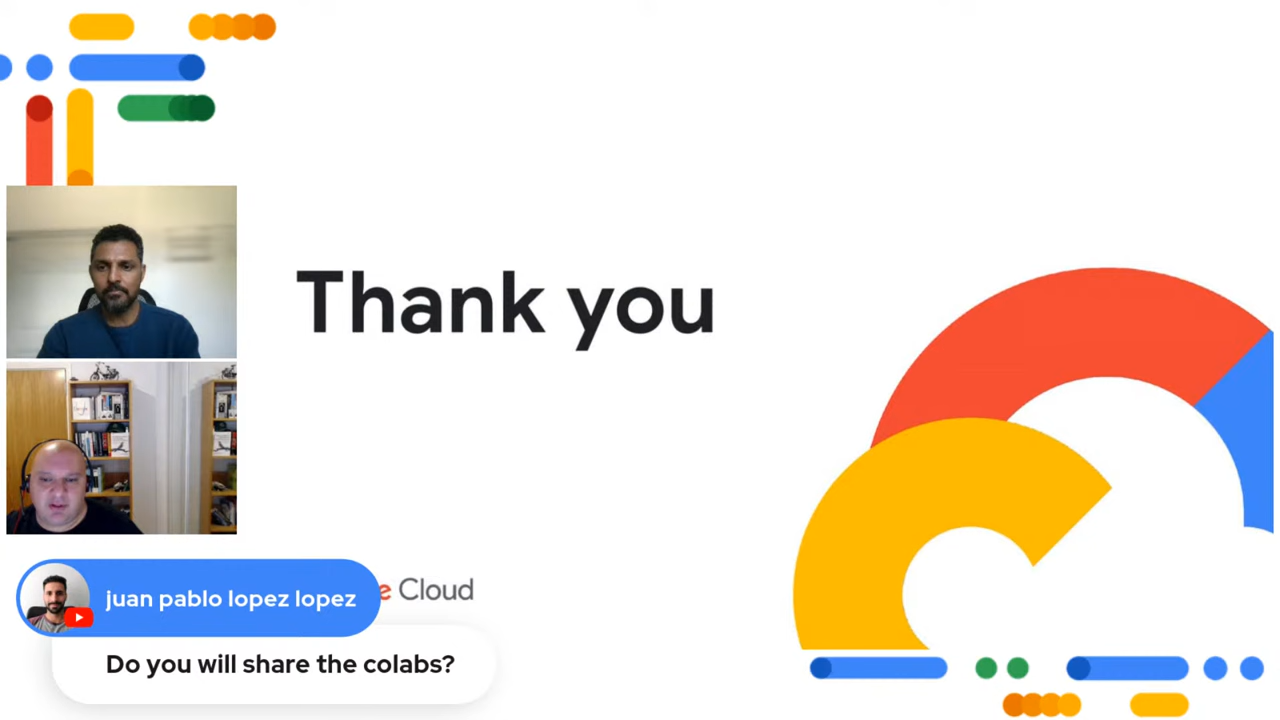 Thank you
e Cloud
juan pablo lopez lopez
Do you will share the colabs?